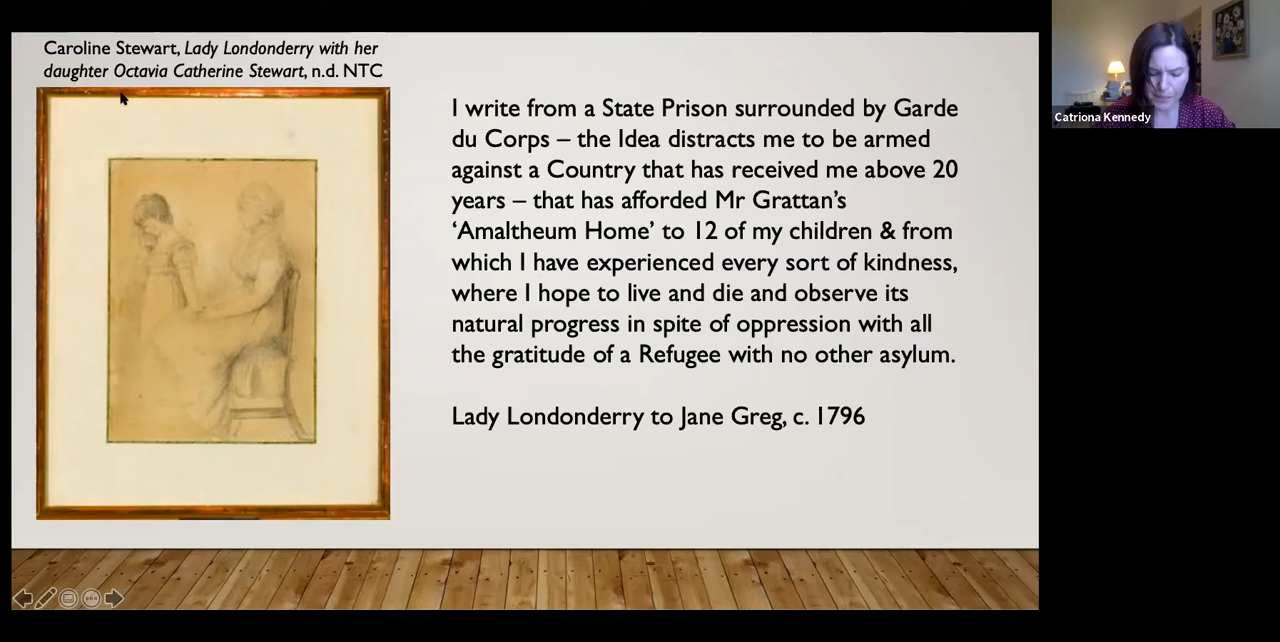 Caroline Stewart, Lady Londonderry with her
daughter Octavia Catherine Stewart, n.d. NTC
I write from a State Prison surrounded by Garde
du Corps – the Idea distracts me to be armed
against a Country that has received me above 20
years – that has afforded Mr Grattan’s
‘Amaltheum Home’ to 12 of my children & from
which I have experienced every sort of kindness,
where I hope to live and die and observe its
natural progress in spite of oppression with all
the gratitude of a Refugee with no other asylum.
Lady Londonderry to Jane Greg, c. 1796
Catriona Kennedy